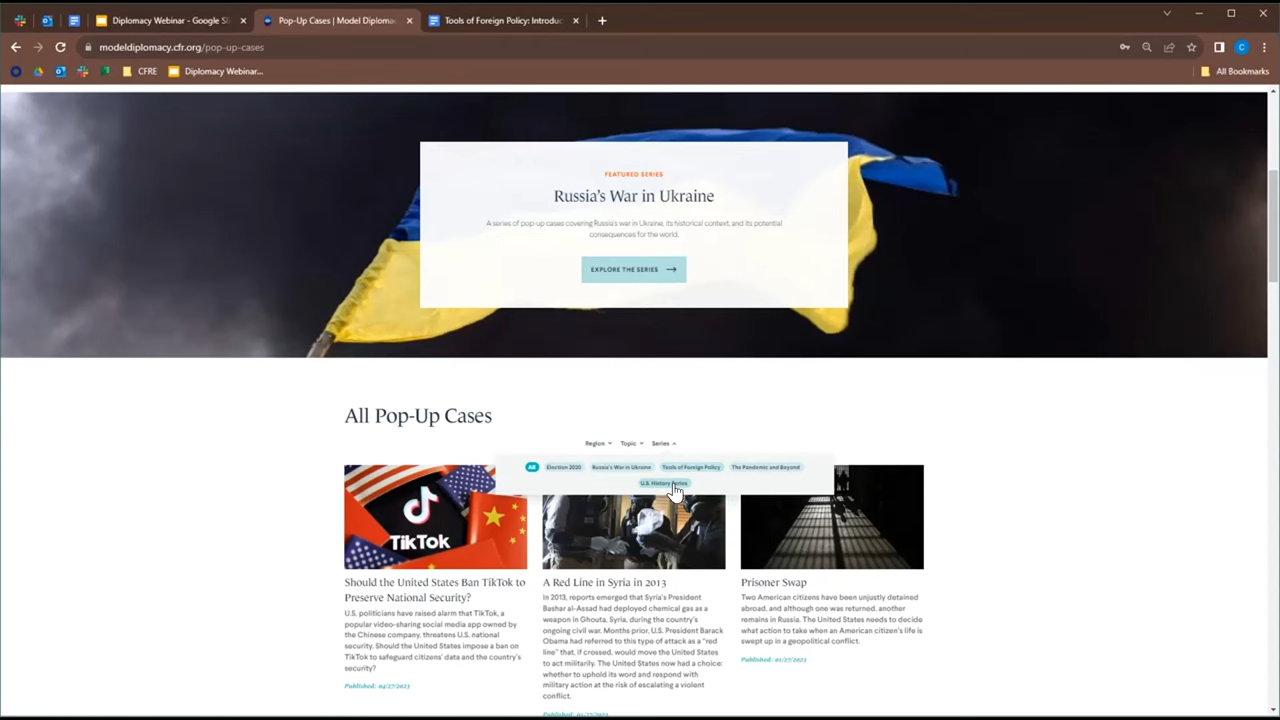 Diplomacy Webinar - Google Sl
Pop-Up Cases | Model Diploma
Tools of Foreign Policy: Introduc
modeldiplomacy.cfr.org/pop-up-cases
C
CFRE
Diplomacy Webinar...
All Bookmarks
FEATURED SERIES
Russia's War in Ukraine
A series of pop-up cases covering Russia's war in Ukraine, its historical context, and its potential
consequences for the world.
EXPLORE THE SERIES
All Pop-Up Cases
Region
Topic
Series
All
Election 2020
Russia's War in Ukraine
Tools of Foreign Policy
The Pandemic and Beyond
U.S. History Series
TikTok
Should the United States Ban TikTok to
Preserve National Security?
U.S. politicians have raised alarm that TikTok, a
popular video-sharing social media app owned by
the Chinese company, threatens U.S. national
security. Should the United States impose a ban on
TikTok to safeguard citizens' data and the country's
security?
Published: 04/27/2023
A Red Line in Syria in 2013
In 2013, reports emerged that Syria's President
Bashar al-Assad had deployed chemical gas as a
weapon in Ghouta, Syria, during the country's
ongoing civil war. Months prior, U.S. President Barack
Obama had referred to this type of attack as a "red
line" that, if crossed, would move the United States
to act militarily. The United States now had a choice:
whether to uphold its word and respond with
military action at the risk of escalating a violent
conflict.
Prisoner Swap
Two American citizens have been unjustly detained
abroad, and although one was returned, another
remains in Russia. The United States needs to decide
what action to take when an American citizen's life is
swept up in a geopolitical conflict.
Published: 01/27/2023